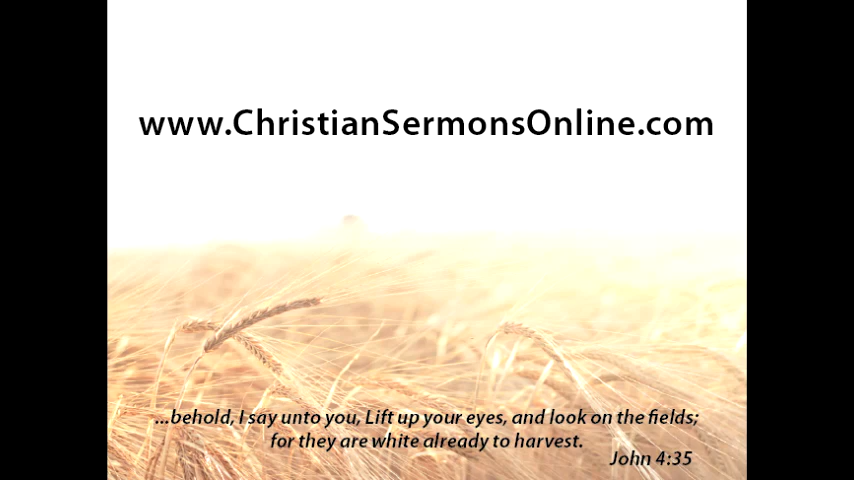 www.ChristianSermonsOnline.com
...behold, I say unto you, Lift up your eyes, and look on the fields;
for they are white already to harvest.
John 4:35